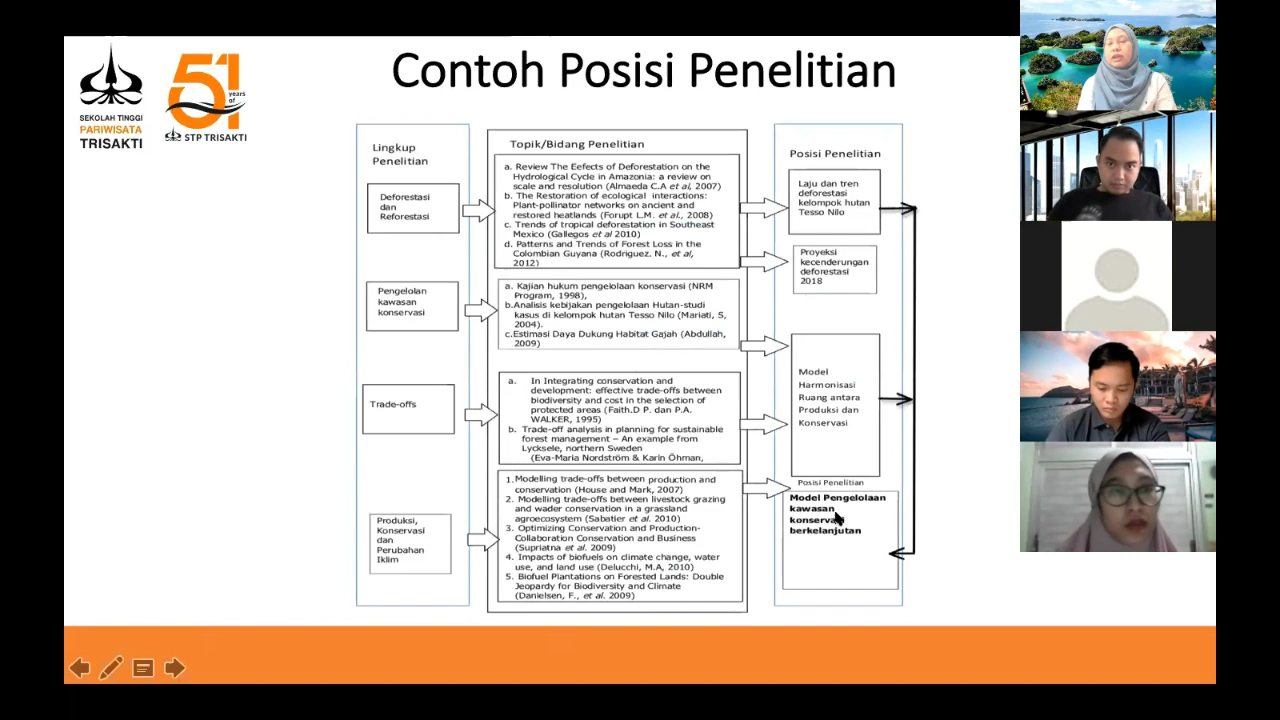 Contoh Posisi Penelitian
SEKOLAH TINGGI
PARIWISATA
TRISAKTI
51
years
of
STP TRISAKTI
Lingkup
Penelitian
Deforestasi
dan
Reforestasi
Pengelolan
kawasan
konservasi
Trade-offs
Produksi,
Konservasi
dan
Perubahan
Iklim
Topik/Bidang Penelitian
a. Review The Eefects of Deforestation on the
Hydrological Cycle in Amazonia: a review on
scale and resolution (Almaeda C.A et al, 2007)
b. The Restoration of ecological interactions:
Plant-pollinator networks on ancient and
restored heatlands (Forupt L.M. et al., 2008)
c. Trends of tropical deforestation in Southeast
Mexico (Gallegos et al 2010)
d. Patterns and Trends of Forest Loss in the
Colombian Guyana (Rodriguez. N., et al,
2012)
a. Kajian hukum pengelolaan konservasi (NRM
Program, 1998),
b.Analisis kebijakan pengelolaan Hutan-studi
kasus di kelompok hutan Tesso Nilo (Mariati, S,
2004).
c.Estimasi Daya Dukung Habitat Gajah (Abdullah,
2009)
a. In Integrating conservation and
development: effective trade-offs between
biodiversity and cost in the selection of
protected areas (Faith.D P. dan P.A.
WALKER, 1995)
b. Trade-off analysis in planning for sustainable
forest management – An example from
Lycksele, northern Sweden
(Eva-Maria Nordström & Karin Öhman,
1.Modelling trade-offs between production and
conservation (House and Mark, 2007)
2. Modelling trade-offs between livestock grazing
and wader conservation in a grassland
agroecosystem (Sabatier et al. 2010)
3. Optimizing Conservation and Production-
Collaboration Conservation and Business
(Supriatna et al. 2009)
4. Impacts of biofuels on climate change, water
use, and land use (Delucchi, M.A, 2010)
5. Biofuel Plantations on Forested Lands: Double
Jeopardy for Biodiversity and Climate
(Danielsen, F., et al. 2009)
Posisi Penelitian
Laju dan tren
deforestasi
kelompok hutan
Tesso Nilo
Proyeksi
kecenderungan
deforestasi
2018
Model
Harmonisasi
Ruang antara
Produksi dan
Konservasi
Posisi Penelitian
Model Pengelolaan
kawasan
konservasi
berkelanjutan